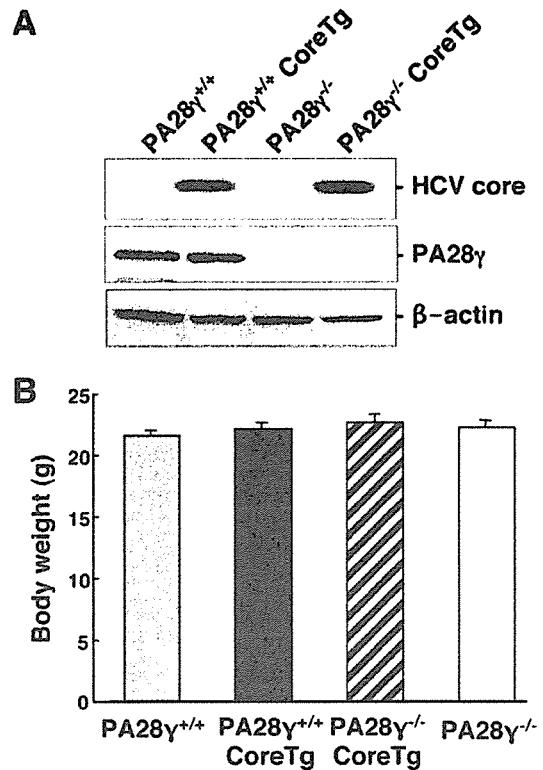 A
PA28γ+/+
PA28γ+/+ CoreTg
PA28γ-/-
PA28γ-/- CoreTg
HCV core
PA28γ
β-actin
B
Body weight (g)
25
20
15
10
5
0
PA28γ+/+
PA28γ+/+ CoreTg
PA28γ-/- CoreTg
PA28γ-/-